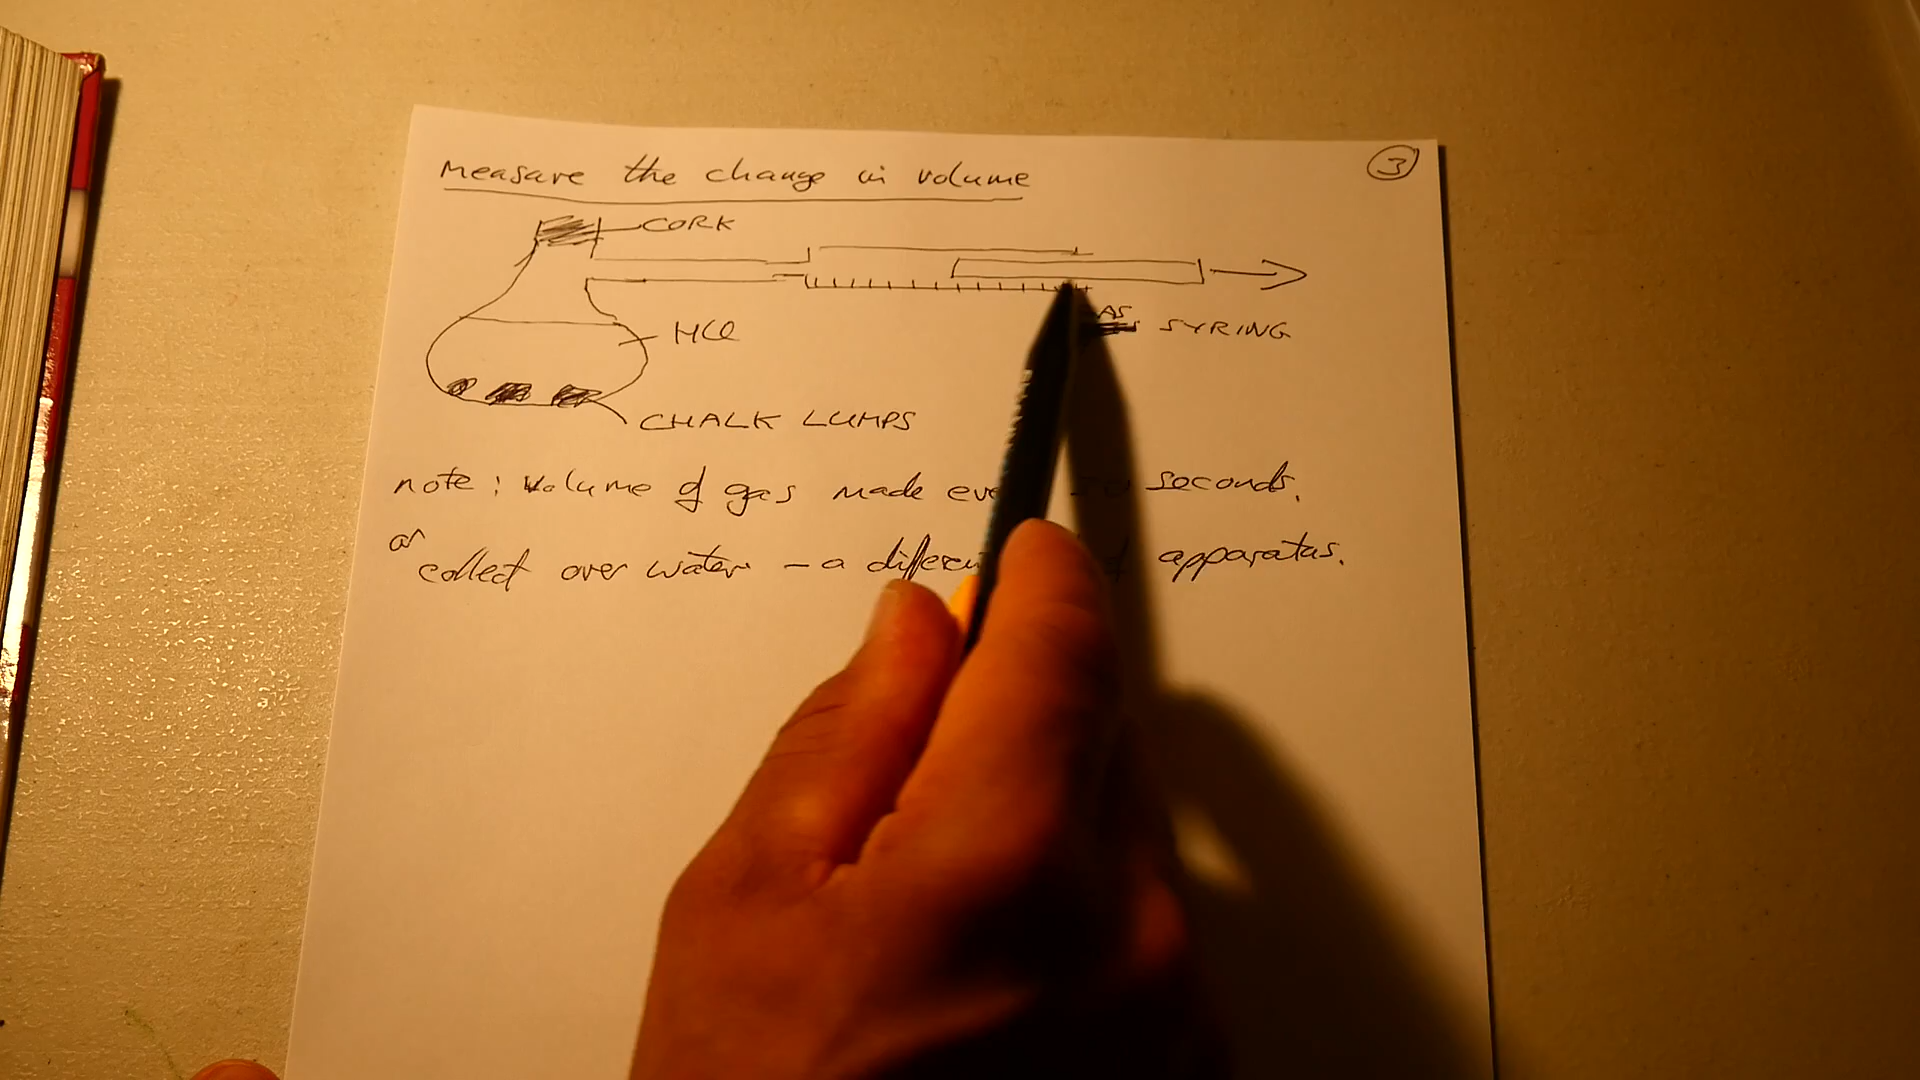 measure the change in volume
3
CORK
HCl
AS SYRING
CHALK LUMPS
note: Volume of gas made seconds.
or
collect over water - a apparatus.